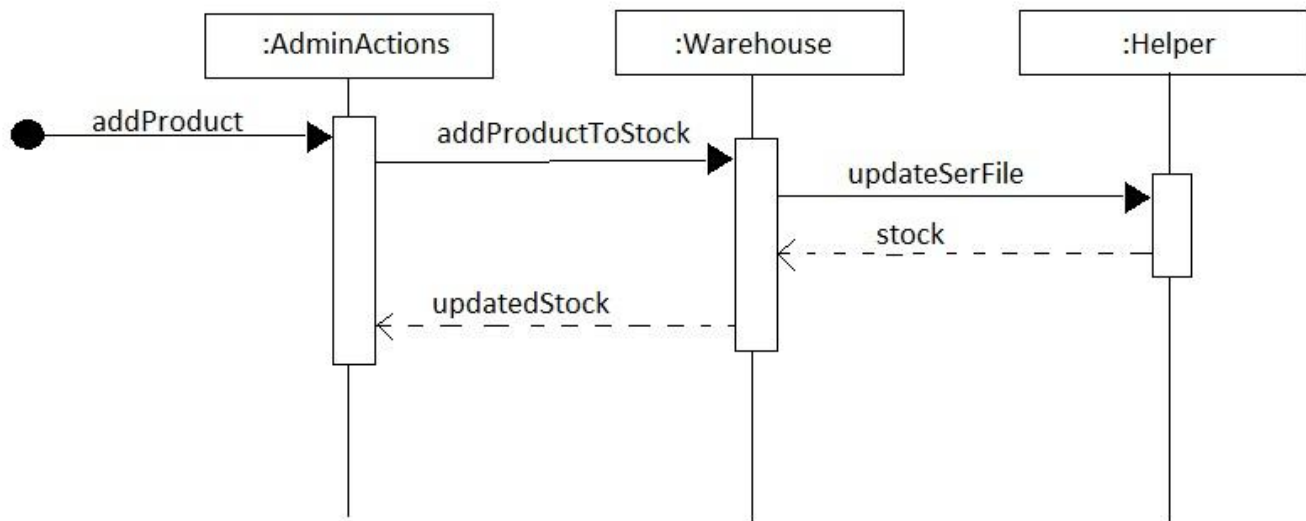 :AdminActions
:Warehouse
:Helper
addProduct
addProductToStock
updateSerFile
stock
updatedStock